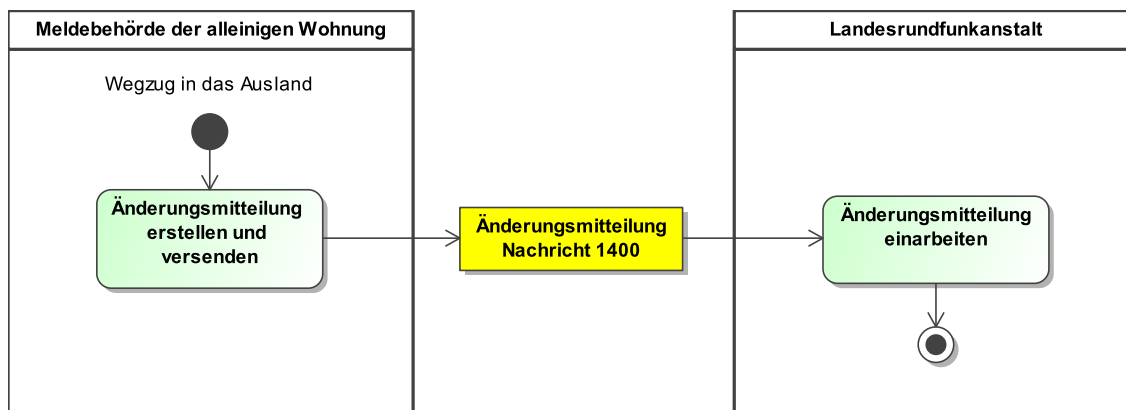 Meldebehörde der alleinigen Wohnung
Landesrundfunkanstalt
Wegzug in das Ausland
Änderungsmitteilung
erstellen und
versenden
Änderungsmitteilung
Nachricht 1400
Änderungsmitteilung
einarbeiten